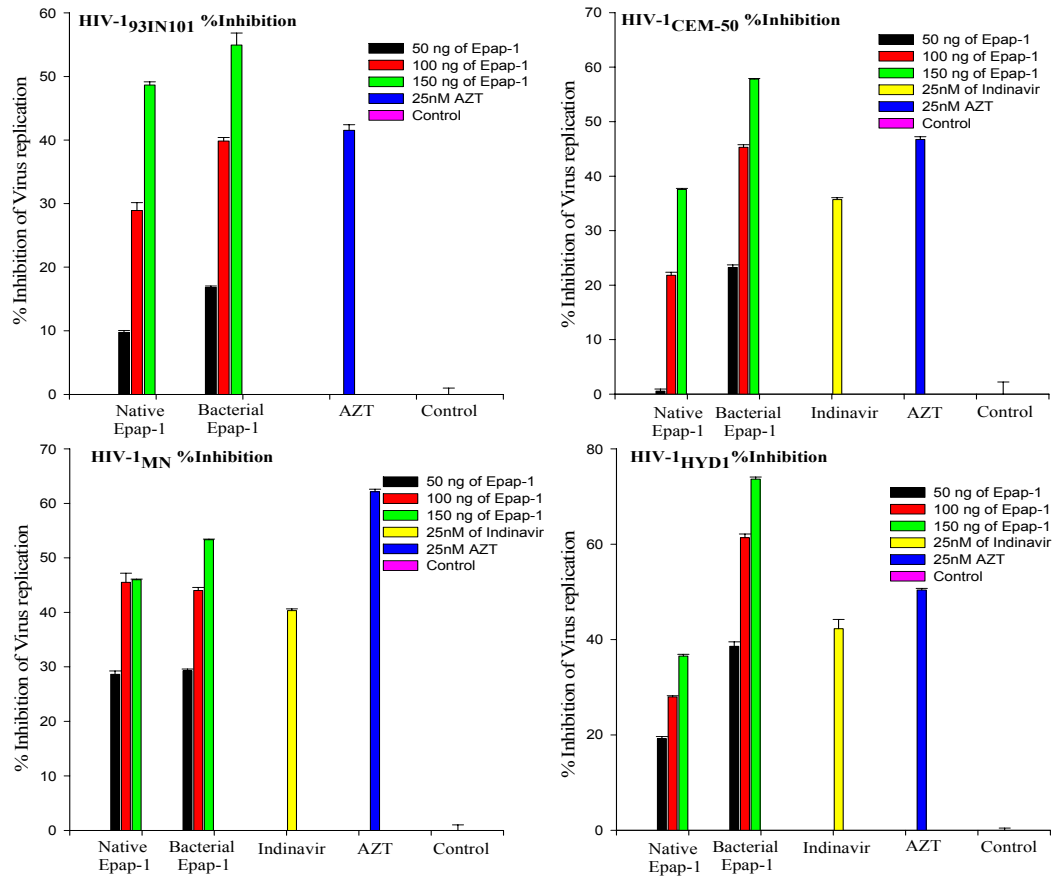 HIV-193IN101 %Inhibition
50 ng of Epap-1
100 ng of Epap-1
150 ng of Epap-1
25nM AZT
Control
% Inhibition of Virus replication
60
50
40
30
20
10
0
Native
Epap-1
Bacterial
Epap-1
AZT
Control
HIV-1CEM-50 %Inhibition
50 ng of Epap-1
100 ng of Epap-1
150 ng of Epap-1
25nM of Indinavir
25nM AZT
Control
% Inhibition of Virus replication
70
60
50
40
30
20
10
0
Native
Epap-1
Bacterial
Epap-1
Indinavir
AZT
Control
HIV-1MN %Inhibition
50 ng of Epap-1
100 ng of Epap-1
150 ng of Epap-1
25nM of Indinavir
25nM AZT
Control
% Inhibition of Virus replication
70
60
50
40
30
20
10
0
Native
Epap-1
Bacterial
Epap-1
Indinavir
AZT
Control
HIV-1HYD1 %Inhibition
50 ng of Epap-1
100 ng of Epap-1
150 ng of Epap-1
25nM of Indinavir
25nM AZT
Control
% Inhibition of Virus replication
80
60
40
20
0
Native
Epap-1
Bacterial
Epap-1
Indinavir
AZT
Control